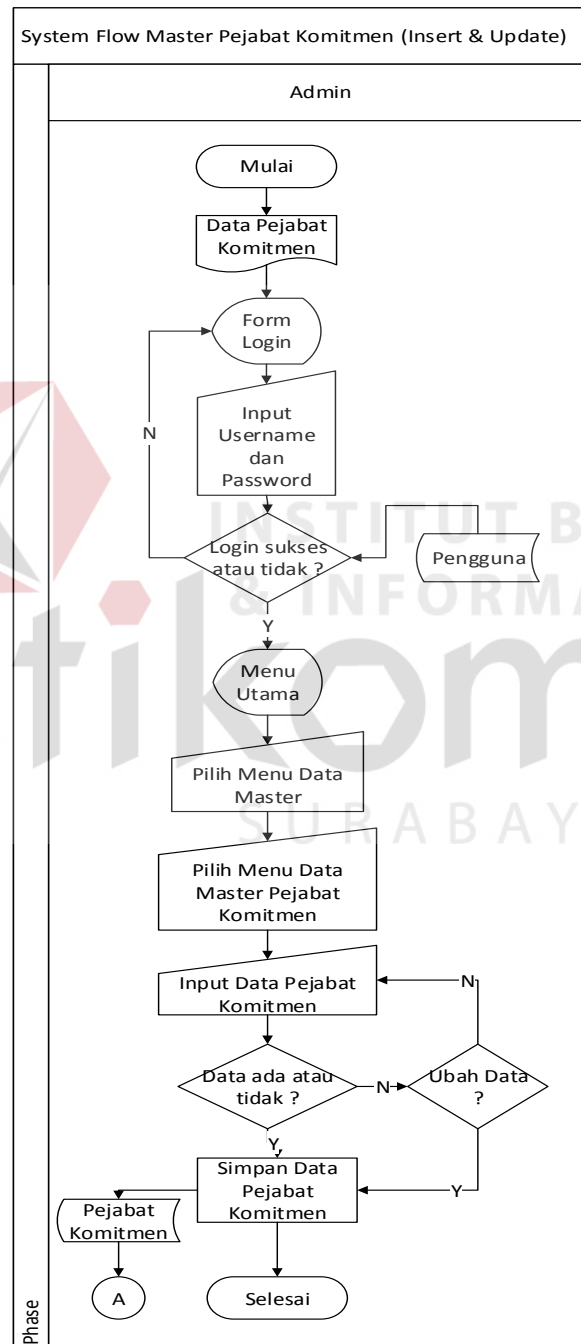 System Flow Master Pejabat Komitmen (Insert & Update)
Admin
Mulai
Data Pejabat
Komitmen
Form
Login
Input
Username
dan
Password
N
Login sukses
atau tidak ?
Pengguna
Y
Menu
Utama
Pilih Menu Data
Master
Pilih Menu Data
Master Pejabat
Komitmen
Input Data Pejabat
Komitmen
N
Data ada atau
tidak ?
N
Ubah Data
?
Y
Simpan Data
Pejabat
Komitmen
Y
Pejabat
Komitmen
A
Selesai
Phase
INSTITUT B
& INFORMA
tikom
SURABAY